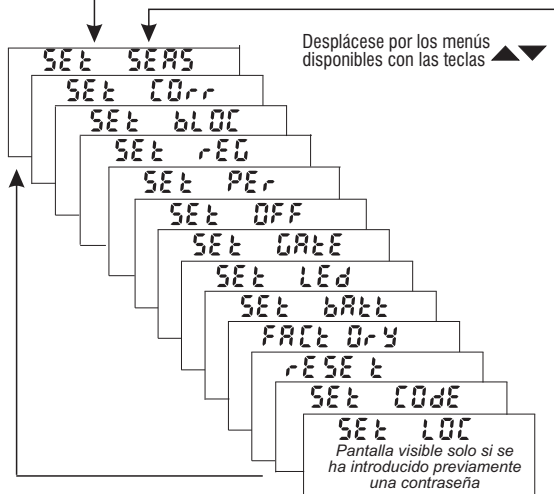 Desplácese por los menús
disponibles con las teclas
SEt SEAS
SEt COrr
SEt bLOC
SEt rEG
SEt PEr
SEt OFF
SEt GAtE
SEt LEd
SEt bAtt
FACt OrY
rESEt
SEt COdE
SEt LOC
Pantalla visible solo si se
ha introducido previamente
una contraseña